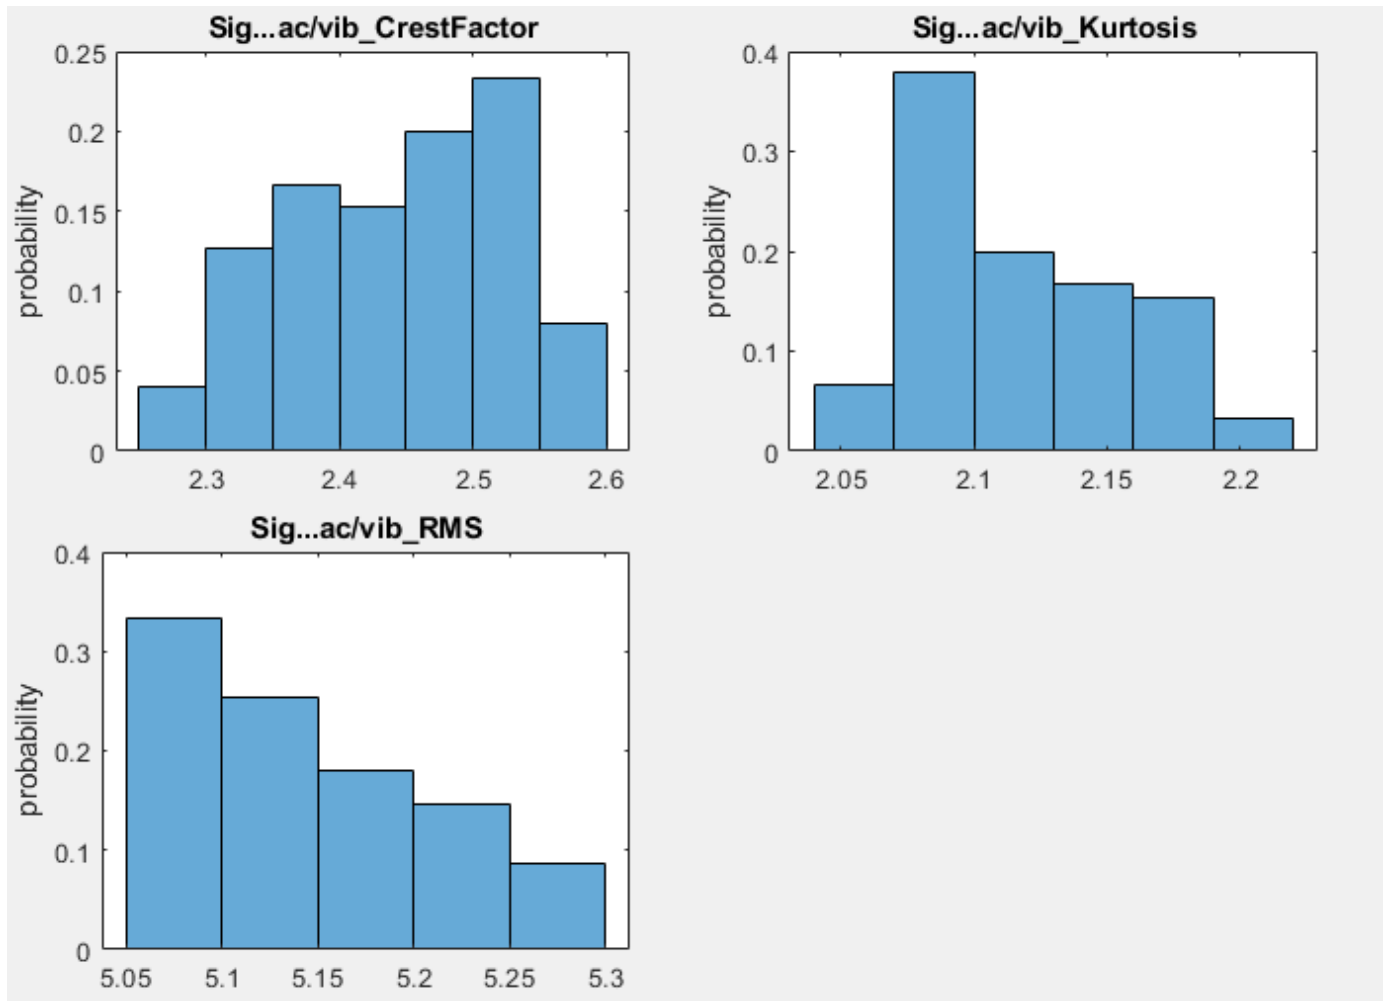 Sig...ac/vib_CrestFactor
0.25
0.2
0.15
0.1
0.05
0
probability
2.3 2.4 2.5 2.6
Sig...ac/vib_Kurtosis
0.4
0.3
0.2
0.1
0
probability
2.05 2.1 2.15 2.2
Sig...ac/vib_RMS
0.4
0.3
0.2
0.1
0
probability
5.05 5.1 5.15 5.2 5.25 5.3